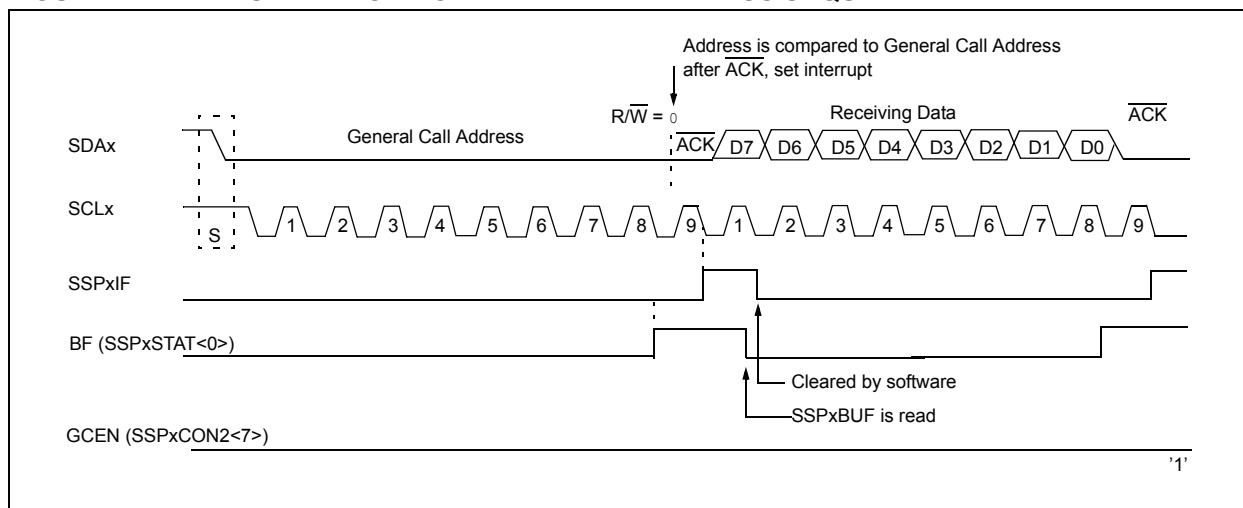 Address is compared to General Call Address
after ACK, set interrupt
R/W = 0
Receiving Data
ACK
SDAx
General Call Address
ACK
D7 D6 D5 D4 D3 D2 D1 D0
SCLx
S
1 2 3 4 5 6 7 8 9 1 2 3 4 5 6 7 8 9
SSPxIF
BF (SSPxSTAT<0>)
Cleared by software
SSPxBUF is read
GCEN (SSPxCON2<7>)
'1'